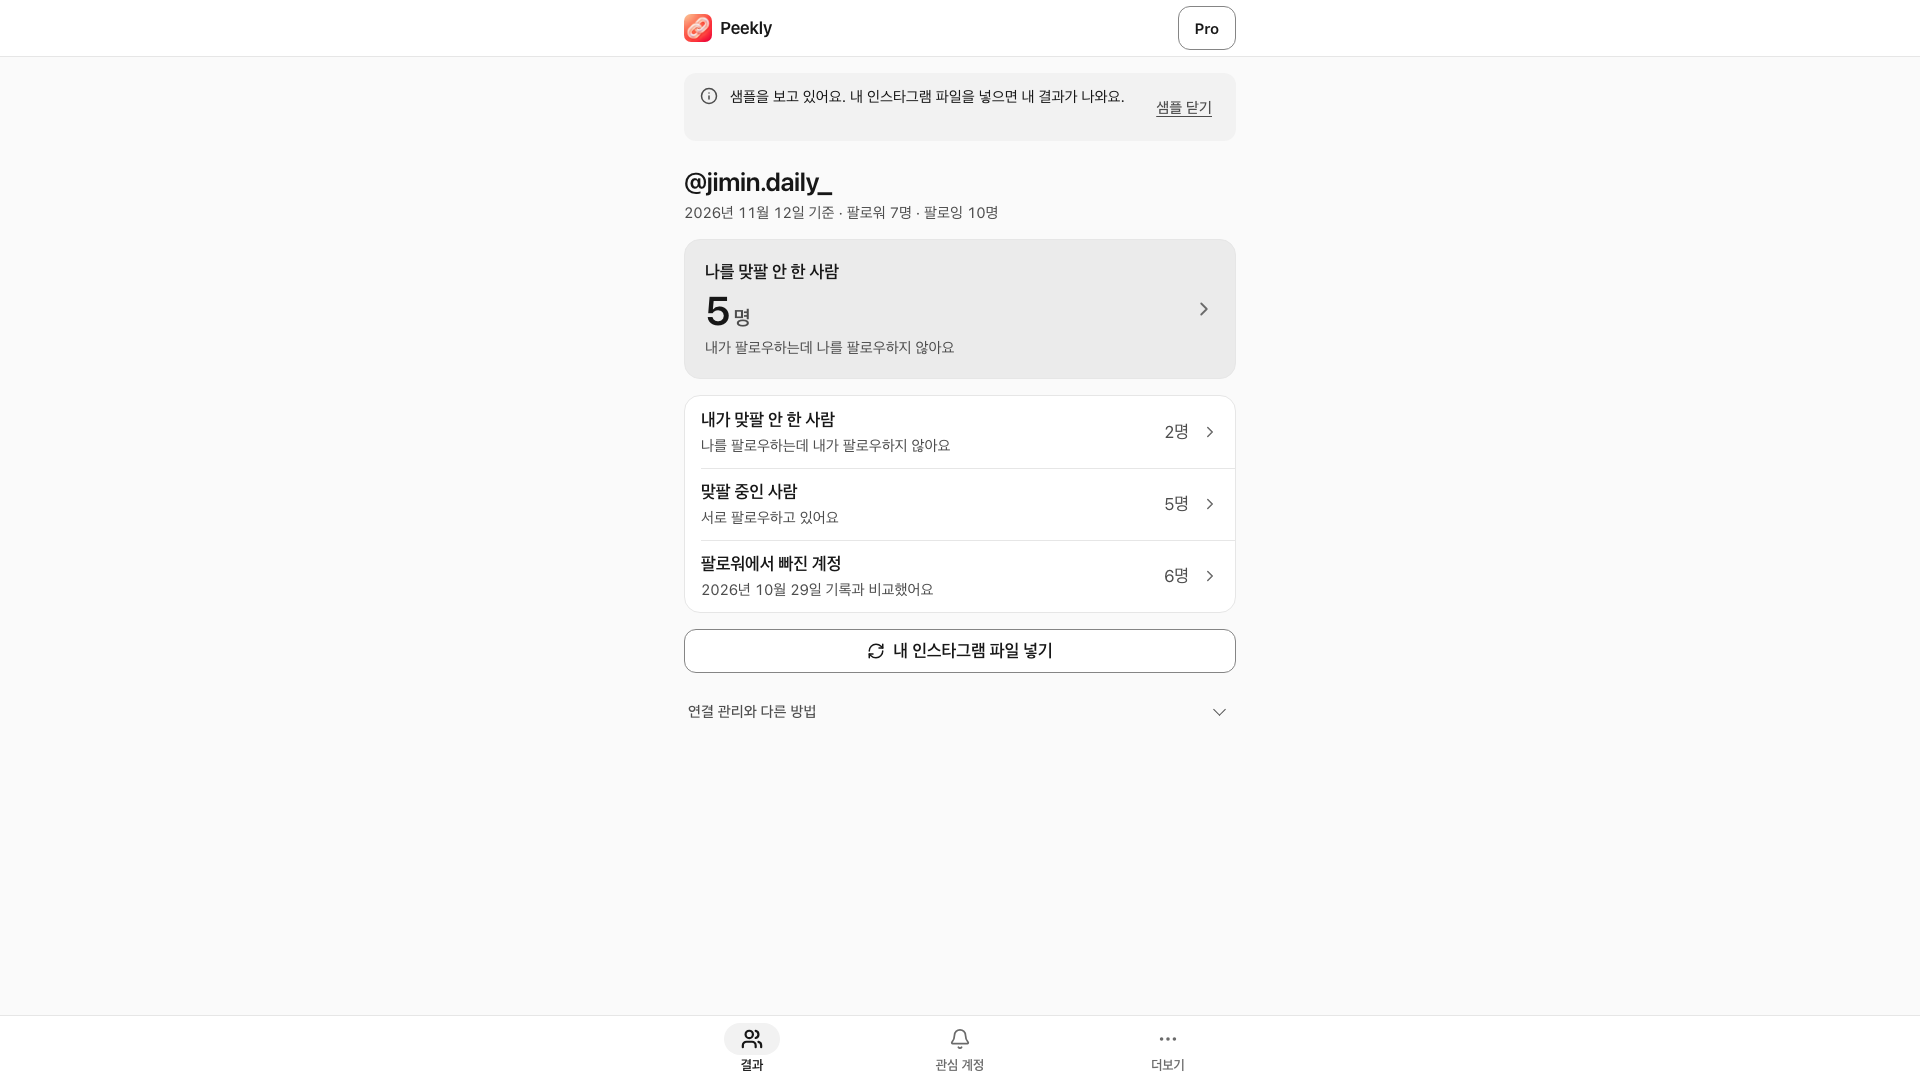 Peekly
Pro
샘플을 보고 있어요. 내 인스타그램 파일을 넣으면 내 결과가 나와요.
샘플 닫기
@jimin.daily_
2026년 11월 12일 기준 · 팔로워 7명 · 팔로잉 10명
나를 맞팔 안 한 사람
5명
내가 팔로우하는데 나를 팔로우하지 않아요
내가 맞팔 안 한 사람
나를 팔로우하는데 내가 팔로우하지 않아요
2명
맞팔 중인 사람
서로 팔로우하고 있어요
5명
팔로워에서 빠진 계정
2026년 10월 29일 기록과 비교했어요
6명
내 인스타그램 파일 넣기
연결 관리와 다른 방법
결과
관심 계정
더보기